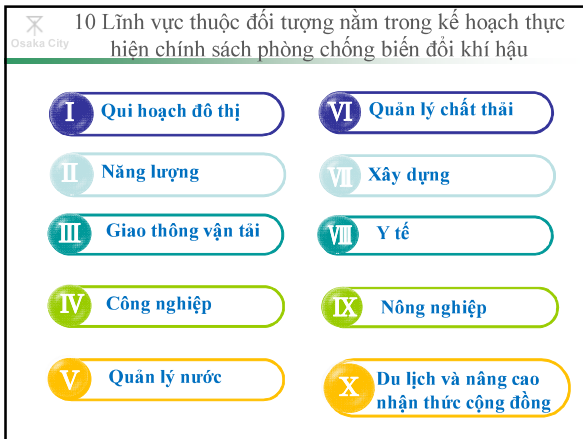 Osaka City
10 Lĩnh vực thuộc đối tượng nằm trong kế hoạch thực
hiện chính sách phòng chống biến đổi khí hậu
I Qui hoạch đô thị
II Năng lượng
III Giao thông vận tải
IV Công nghiệp
V Quản lý nước
VI Quản lý chất thải
VII Xây dựng
VIII Y tế
IX Nông nghiệp
X Du lịch và nâng cao
nhận thức cộng đồng